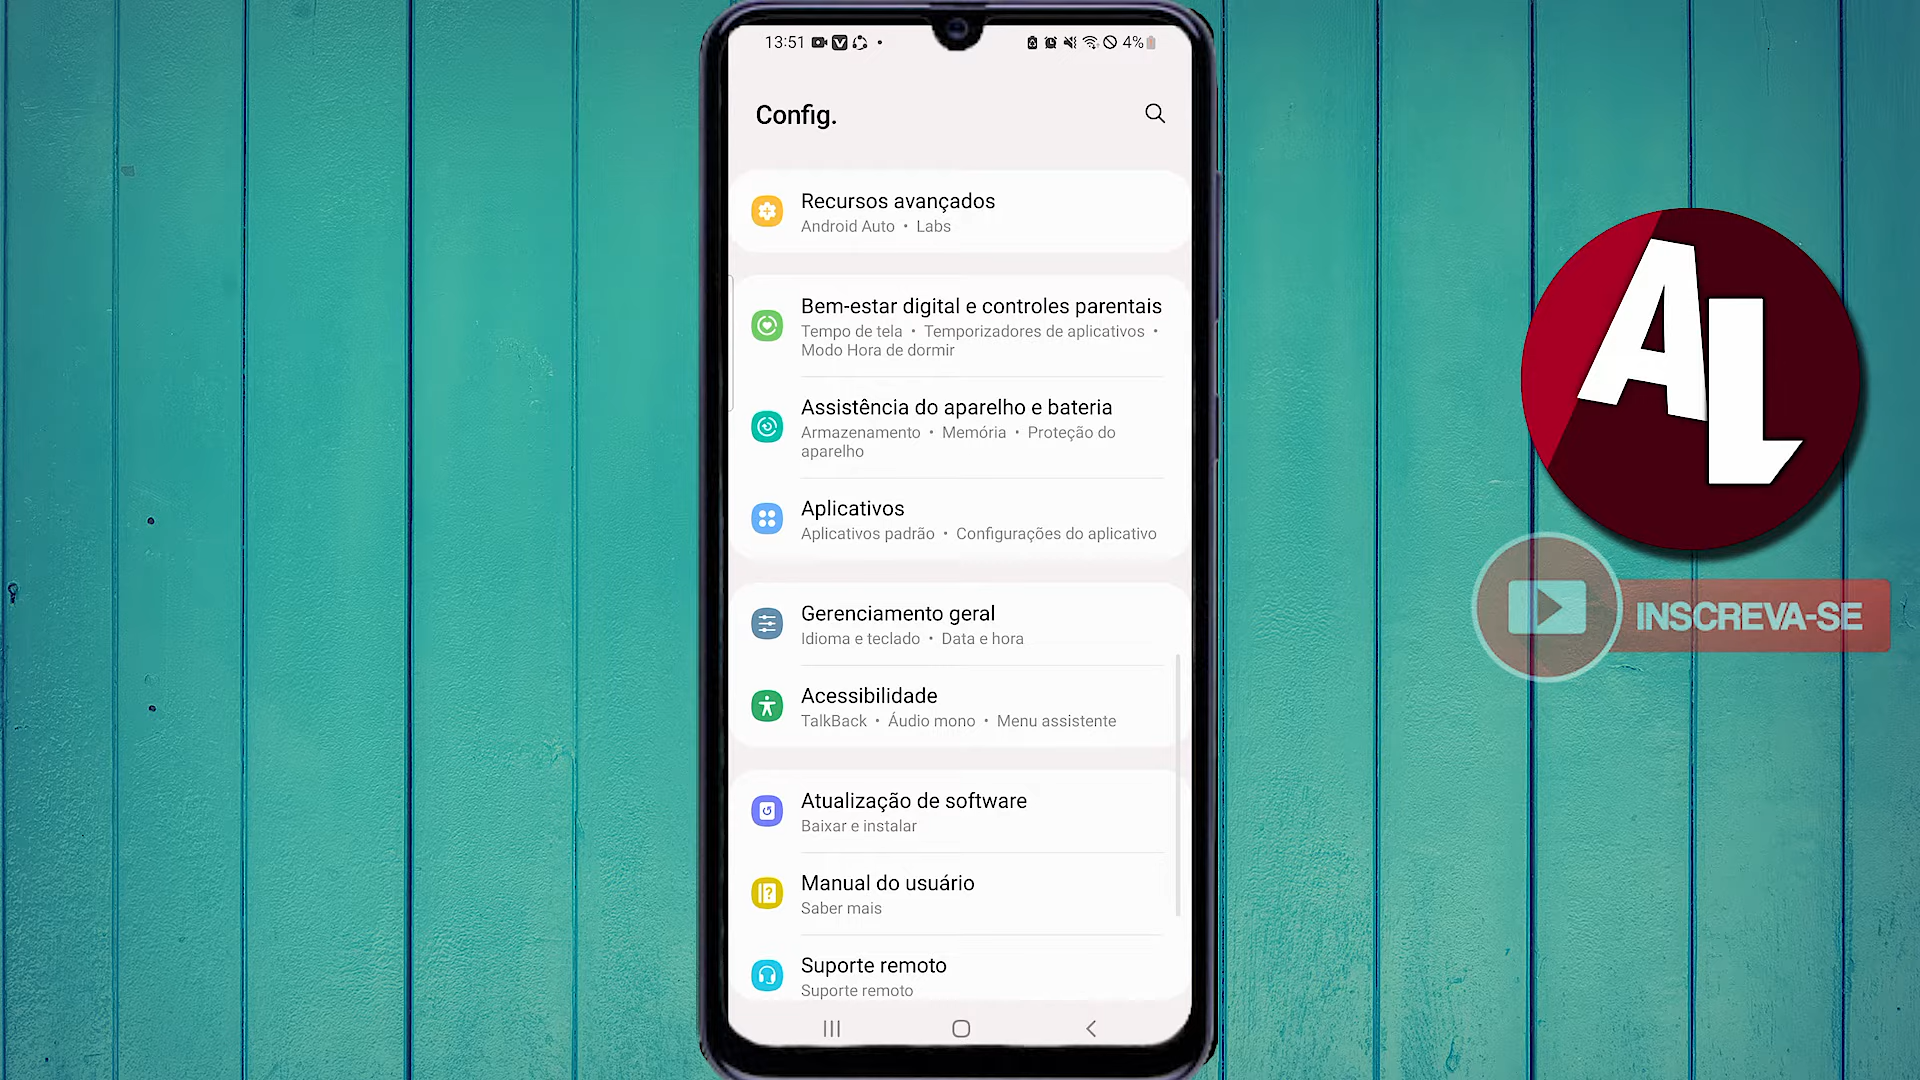 13:51
4%
Config.
Recursos avançados
Android Auto • Labs
Bem-estar digital e controles parentais
Tempo de tela • Temporizadores de aplicativos •
Modo Hora de dormir
Assistência do aparelho e bateria
Armazenamento • Memória • Proteção do
aparelho
Aplicativos
Aplicativos padrão • Configurações do aplicativo
Gerenciamento geral
Idioma e teclado • Data e hora
Acessibilidade
TalkBack • Áudio mono • Menu assistente
Atualização de software
Baixar e instalar
Manual do usuário
Saber mais
Suporte remoto
Suporte remoto
AL
INSCREVA-SE